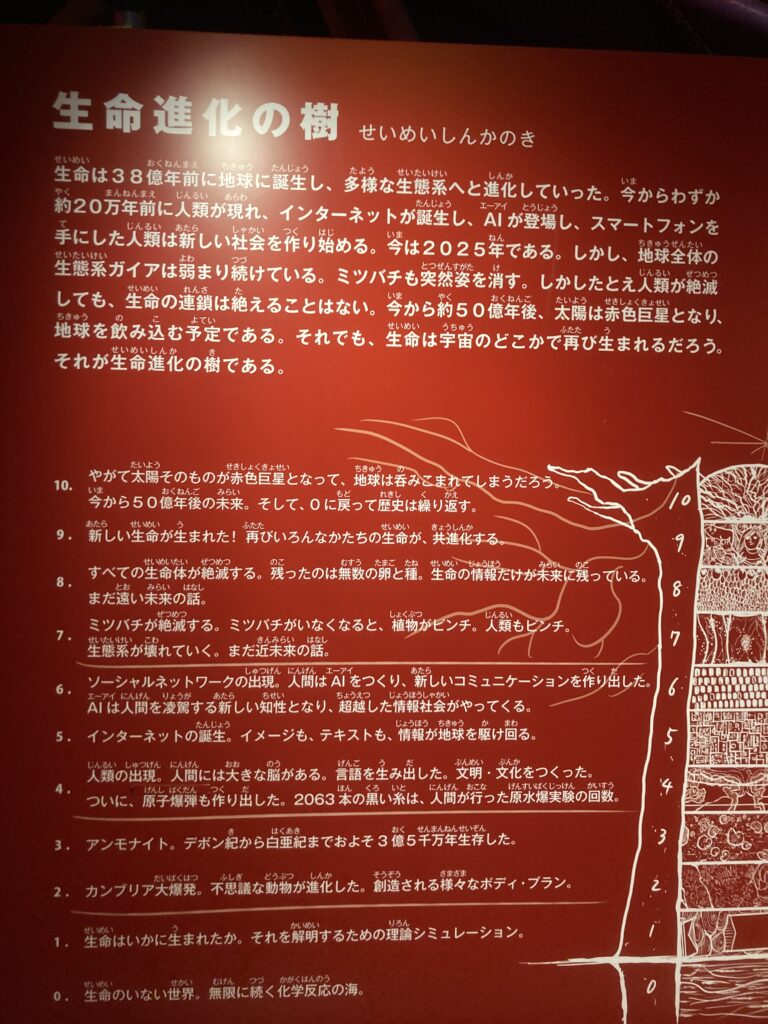 生命進化の樹 せいめいしんかのき
生命は38億年前に地球に誕生し、多様な生態系へと進化していった。今からわずか
約20万年前に人類が現れ、インターネットが誕生し、AIが登場し、スマートフォンを
手にした人類は新しい社会を作り始める。今は2025年である。しかし、地球全体の
生態系ガイアは弱まり続けている。ミツバチも突然姿を消す。しかしたとえ人類が絶滅
しても、生命の連鎖は絶えることはない。今から約50億年後、太陽は赤色巨星となり、
地球を飲み込む予定である。それでも、生命は宇宙のどこかで再び生まれるだろう。
それが生命進化の樹である。
10. やがて太陽そのものが赤色巨星となって、地球は呑みこまれてしまうだろう。
今から50億年後の未来。そして、0に戻って歴史は繰り返す。
9. 新しい生命が生まれた！再びいろんなかたちの生命が、共進化する。
8. すべての生命体が絶滅する。残ったのは無数の卵と種。生命の情報だけが未来に残っている。
まだ遠い未来の話。
7. ミツバチが絶滅する。ミツバチがいなくなると、植物がピンチ。人類もピンチ。
生態系が壊れていく。まだ近未来の話。
6. ソーシャルネットワークの出現。人間はAIをつくり、新しいコミュニケーションを作り出した。
AIは人間を凌駕する新しい知性となり、超越した情報社会がやってくる。
5. インターネットの誕生。イメージも、テキストも、情報が地球を駆け回る。
4. 人類の出現。人間には大きな脳がある。言語を生み出した。文明・文化をつくった。
ついに、原子爆弾も作り出した。2063本の黒い糸は、人間が行った原水爆実験の回数。
3. アンモナイト。デボン紀から白亜紀までおよそ3億5千万年生存した。
2. カンブリア大爆発。不思議な動物が進化した。創造される様々なボディ・プラン。
1. 生命はいかに生まれたか。それを解明するための理論シミュレーション。
0. 生命のいない世界。無限に続く化学反応の海。
10
9
8
7
6
5
4
3
2
1
0